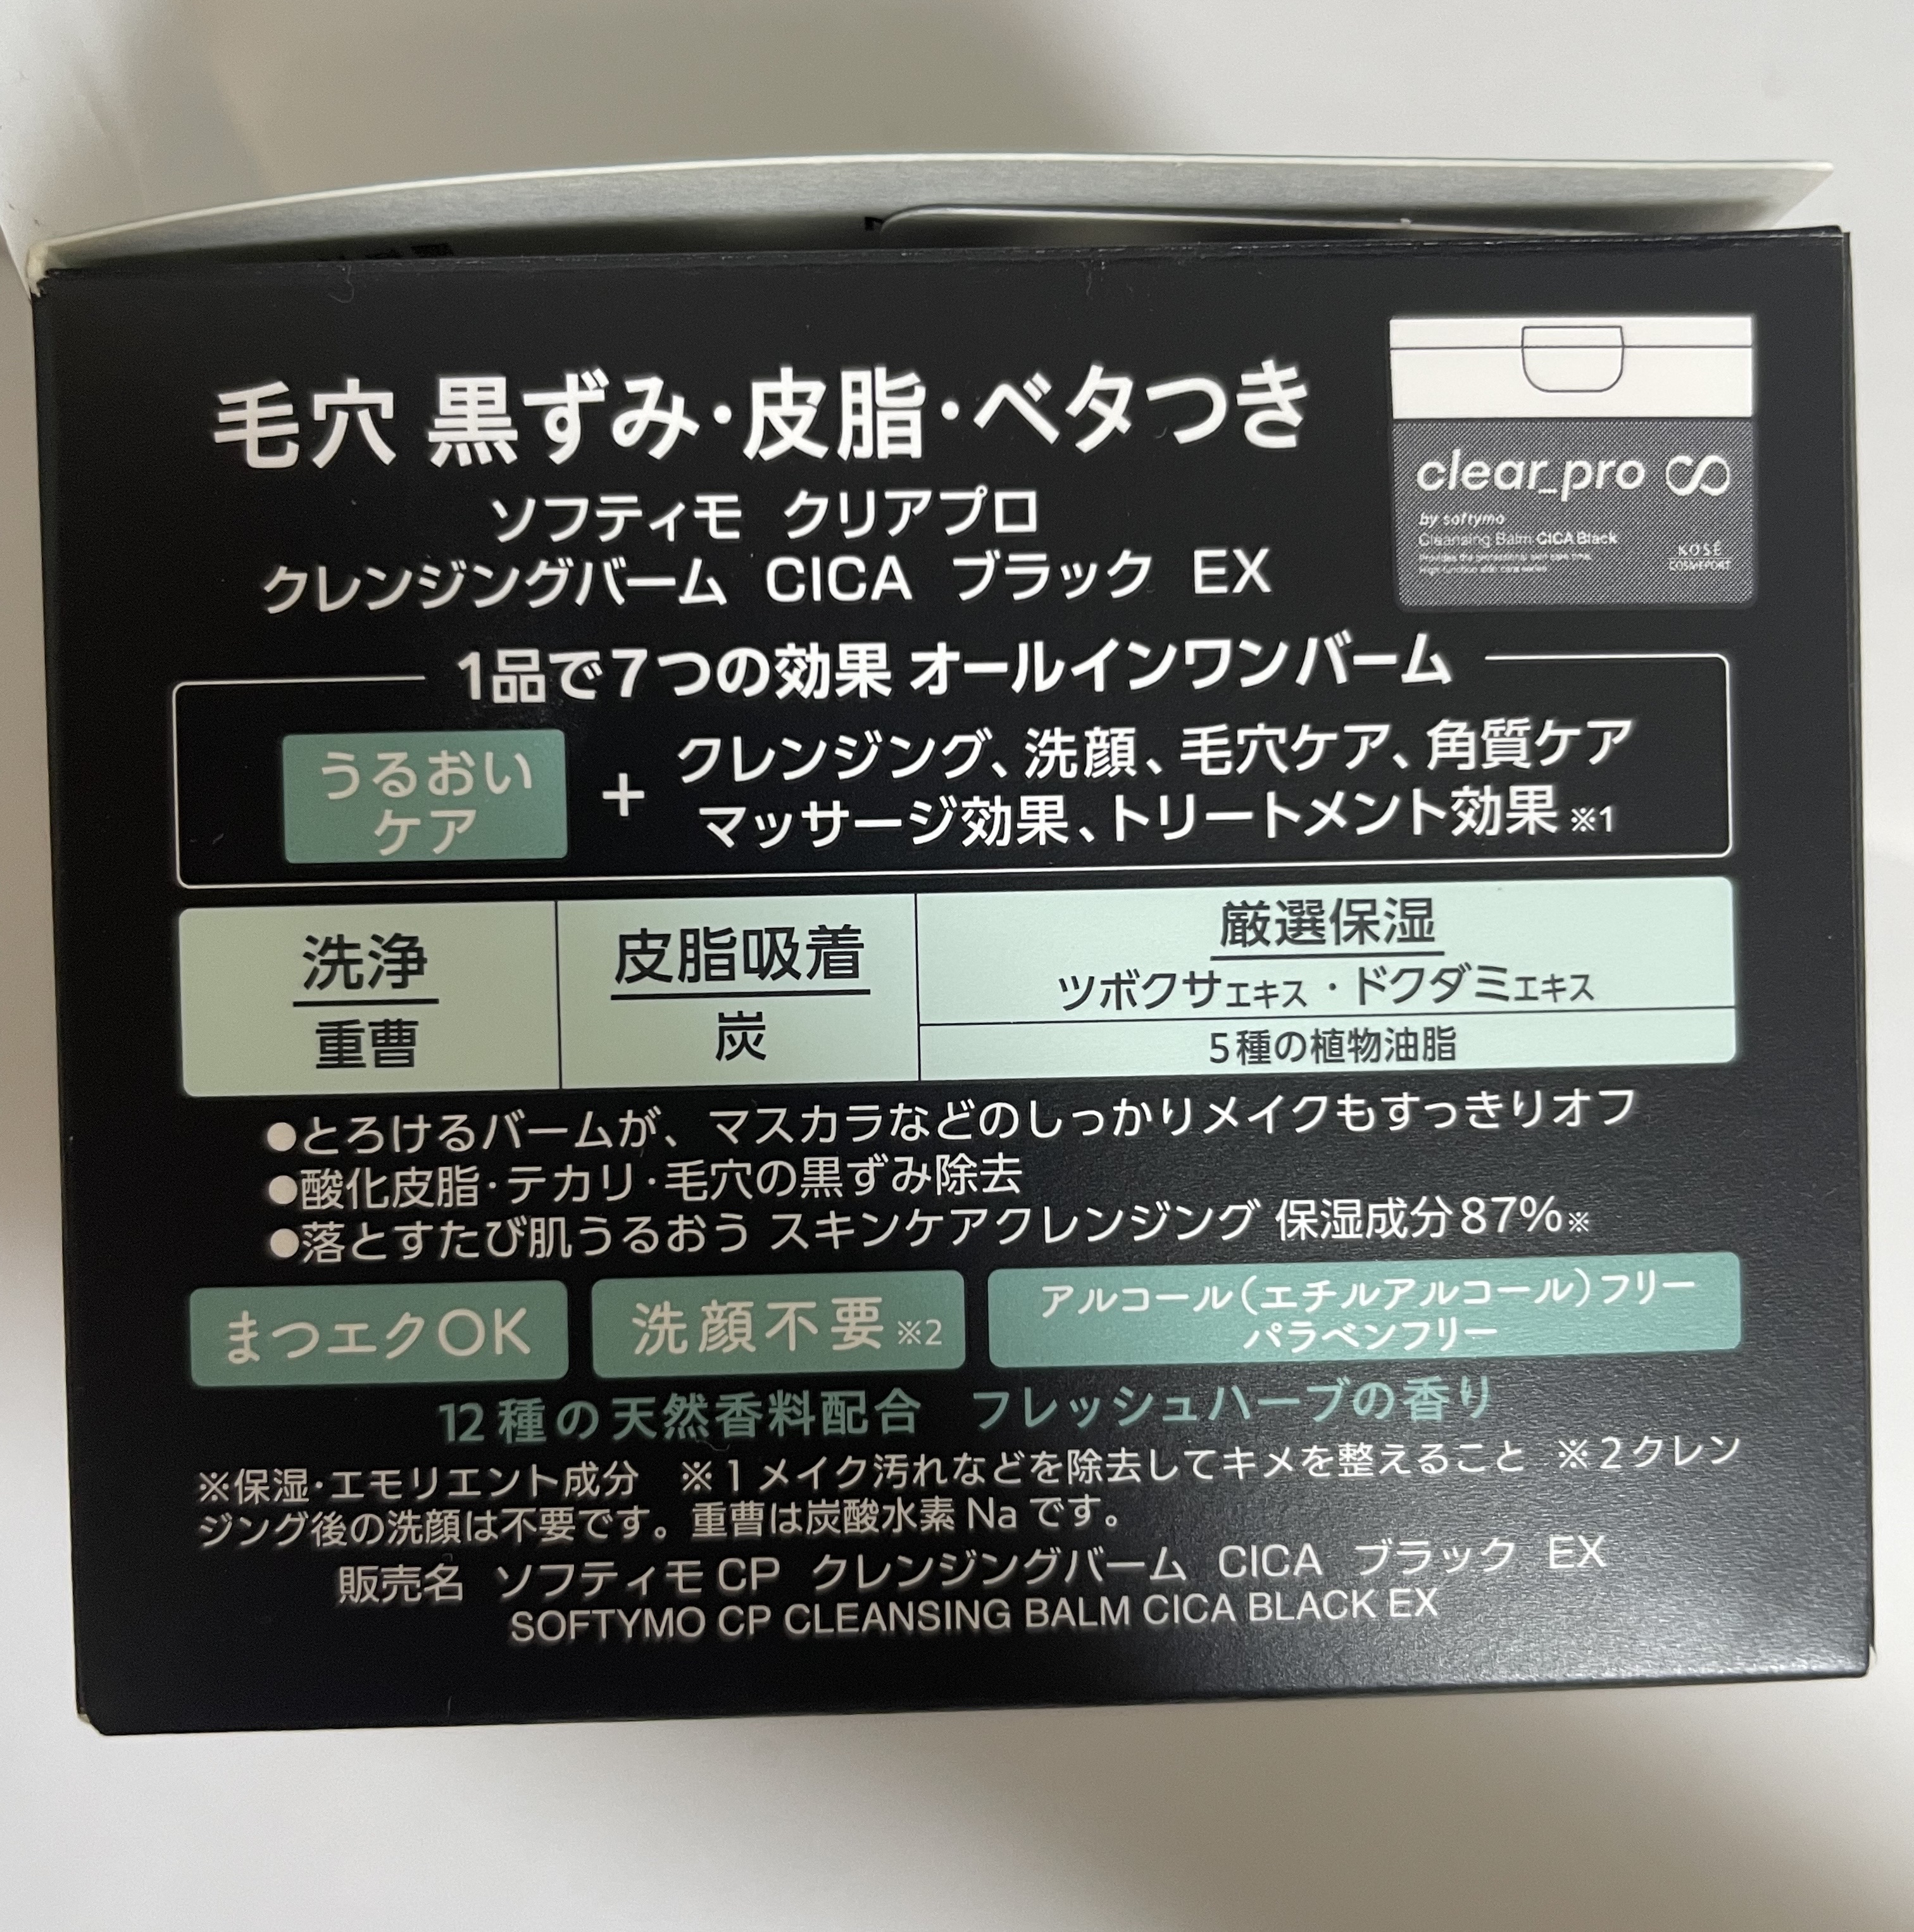 毛穴 黒ずみ・皮脂・ベタつき
ソフティモ クリアプロ
クレンジングバーム CICA ブラック EX
clear_pro
by softymo
Cleansing Balm CICA Black
KOSÉ
COSMEPORT
1品で7つの効果 オールインワンバーム
うるおい
ケア
+
クレンジング、洗顔、毛穴ケア、角質ケア
マッサージ効果、トリートメント効果※1
洗浄
重曹
皮脂吸着
炭
厳選保湿
ツボクサエキス・ドクダミエキス
5種の植物油脂
●とろけるバームが、マスカラなどのしっかりメイクもすっきりオフ
●酸化皮脂・テカリ・毛穴の黒ずみ除去
●落とすたび肌うるおう スキンケアクレンジング 保湿成分87%※
まつエクOK
洗顔不要※2
アルコール(エチルアルコール)フリー
パラベンフリー
12種の天然香料配合 フレッシュハーブの香り
※保湿・エモリエント成分 ※1メイク汚れなどを除去してキメを整えること ※2クレン
ジング後の洗顔は不要です。重曹は炭酸水素Naです。
販売名 ソフティモCP クレンジングバーム CICA ブラック EX
SOFTYMO CP CLEANSING BALM CICA BLACK EX